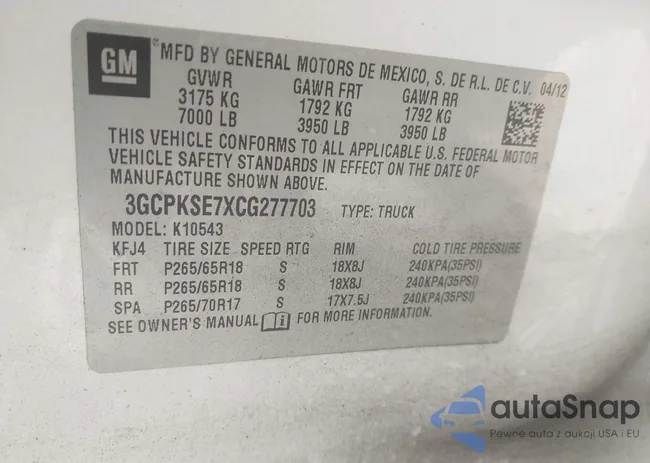 GM
®MFD BY GENERAL MOTORS DE MEXICO, S. DE R.L. DE C.V. 04/12
GVWR GAWR FRT GAWR RR
3175 KG 1792 KG 1792 KG
7000 LB 3950 LB 3950 LB
THIS VEHICLE CONFORMS TO ALL APPLICABLE U.S. FEDERAL MOTOR
VEHICLE SAFETY STANDARDS IN EFFECT ON THE DATE OF
MANUFACTURE SHOWN ABOVE.
3GCPKSE7XCG277703 TYPE: TRUCK
MODEL: K10543
KFJ4 TIRE SIZE SPEED RTG RIM COLD TIRE PRESSURE
FRT P265/65R18 S 18X8J 240KPA(35PSI)
RR P265/65R18 S 18X8J 240KPA(35PSI)
SPA P265/70R17 S 17X7.5J 240KPA(35PSI)
SEE OWNER'S MANUAL i FOR MORE INFORMATION.
autaSnap
Pewne auta z aukcji USA i EU